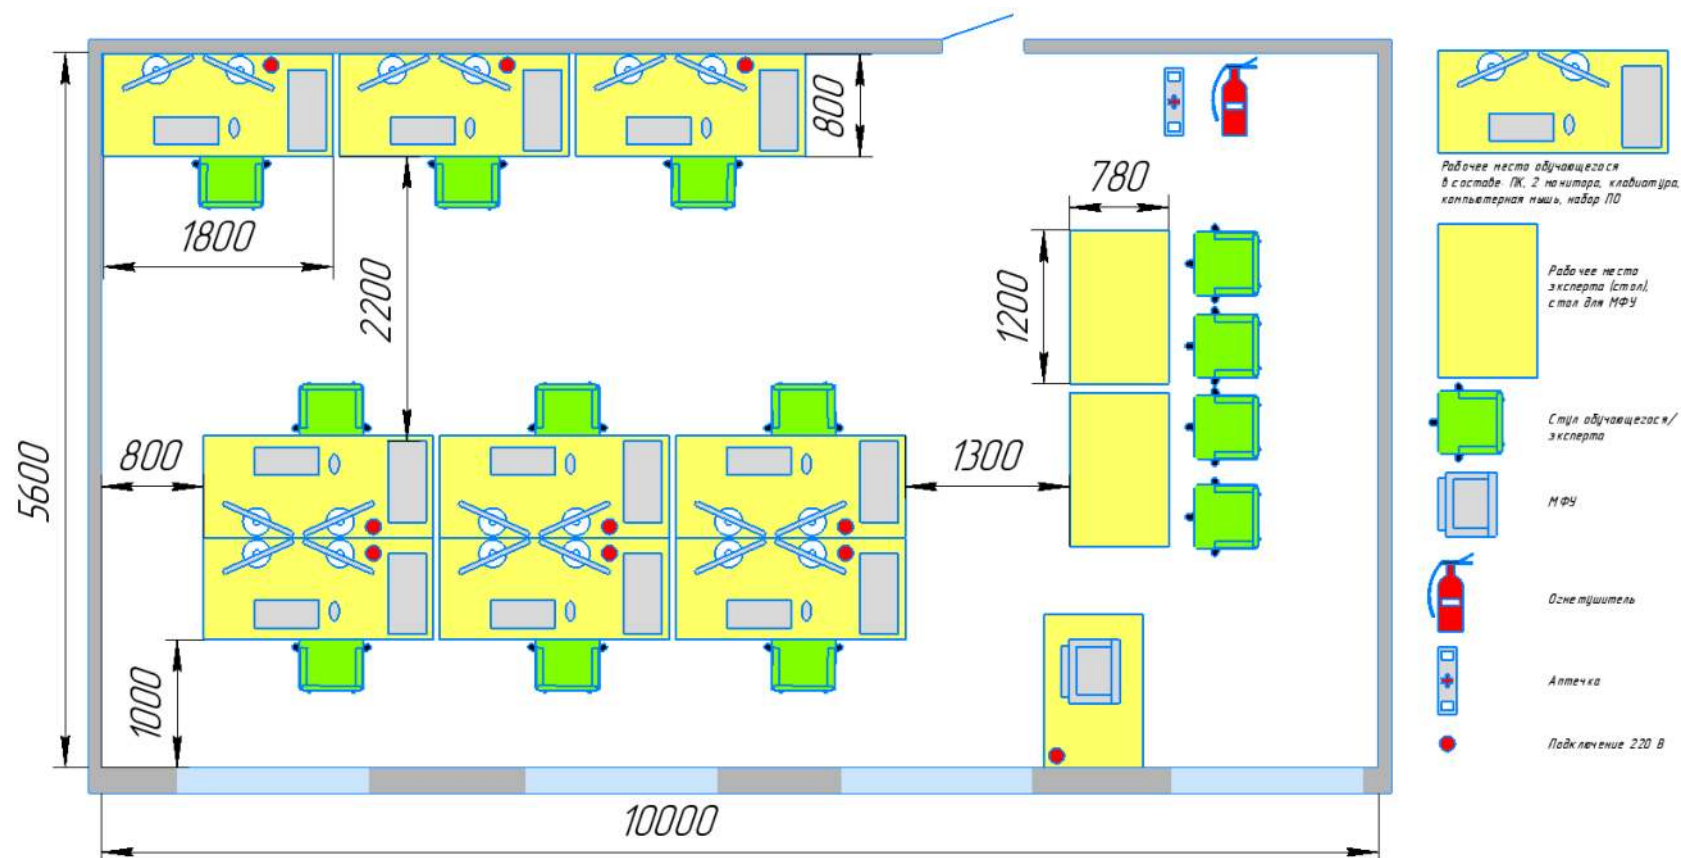 800
780
1800
2200
1200
5600
800
1300
1000
10000
Рабочее место обучающегося
в составе: ПК, 2 монитора, клавиатура,
компьютерная мышь, набор ПО
Рабочее место
эксперта (стол),
стол для МФУ
Стул обучающегося/
эксперта
МФУ
Огнетушитель
Аптечка
Подключение 220 В